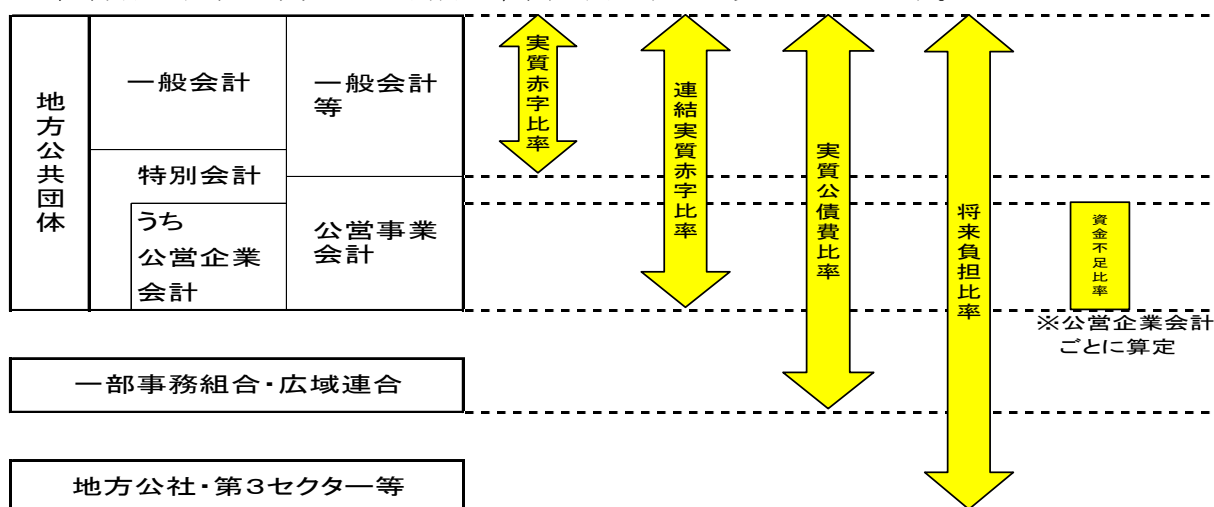 地方公共団体
一般会計
一般会計
等
特別会計
うち
公営企業
会計
公営事業
会計
実質赤字比率
連結実質赤字比率
実質公債費比率
将来負担比率
資金不足比率
※公営企業会計
ごとに算定
一部事務組合・広域連合
地方公社・第3セクター等